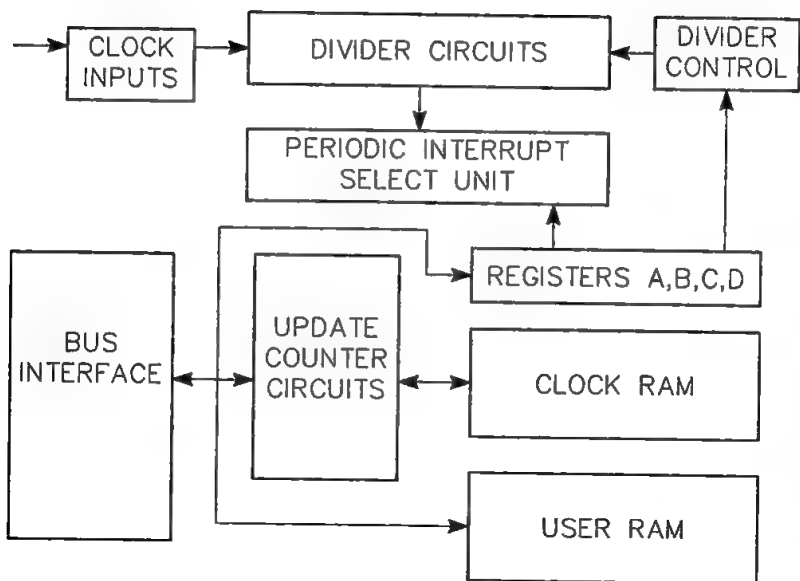 CLOCK
INPUTS
DIVIDER CIRCUITS
DIVIDER
CONTROL
PERIODIC INTERRUPT
SELECT UNIT
REGISTERS A,B,C,D
BUS
INTERFACE
UPDATE
COUNTER
CIRCUITS
CLOCK RAM
USER RAM